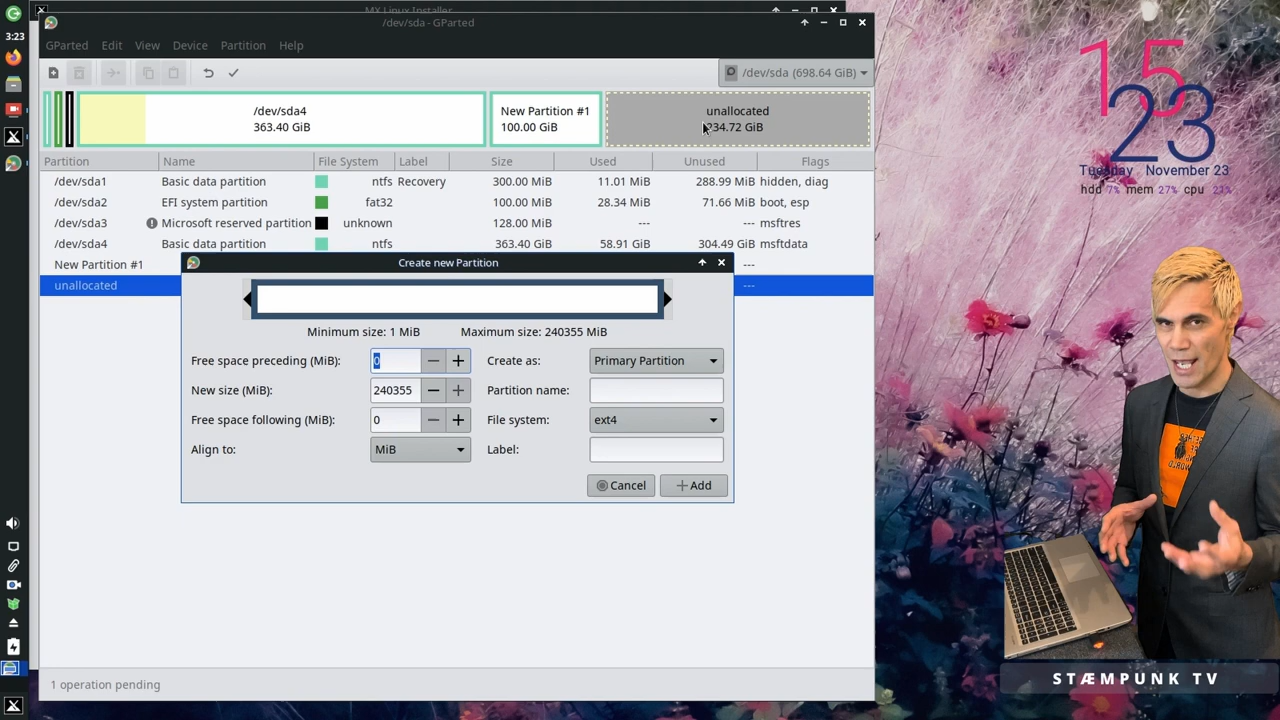 MX Linux Installer
/dev/sda - GParted
3:23
GParted Edit View Device Partition Help
/dev/sda (698.64 GiB)
/dev/sda4
363.40 GiB
New Partition #1
100.00 GiB
unallocated
234.72 GiB
Partition Name File System Label Size Used Unused Flags
/dev/sda1 Basic data partition ntfs Recovery 300.00 MiB 11.01 MiB 288.99 MiB hidden, diag
/dev/sda2 EFI system partition fat32 100.00 MiB 28.34 MiB 71.66 MiB boot, esp
/dev/sda3 Microsoft reserved partition unknown 128.00 MiB --- --- msftres
/dev/sda4 Basic data partition ntfs 363.40 GiB 58.91 GiB 304.49 GiB msftdata
New Partition #1 ---
unallocated ---
Create new Partition
Minimum size: 1 MiB Maximum size: 240355 MiB
Free space preceding (MiB): 0 Create as: Primary Partition
New size (MiB): 240355 Partition name:
Free space following (MiB): 0 File system: ext4
Align to: MiB Label:
Cancel Add
1 operation pending
15
23
Tuesday November 23
hdd 7% mem 27% cpu 21%
STÆMPUNK TV